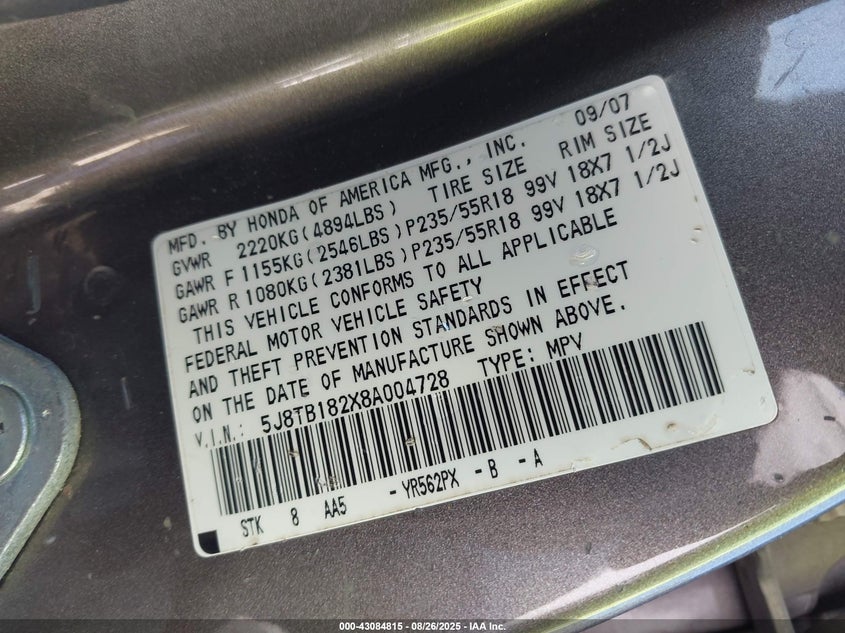 MFD. BY HONDA OF AMERICA MFG., INC. 09/07
GVWR 2220KG(4894LBS) TIRE SIZE RIM SIZE
GAWR F 1155KG(2546LBS)P235/55R18 99V 18X7 1/2J
GAWR R 1080KG(2381LBS)P235/55R18 99V 18X7 1/2J
THIS VEHICLE CONFORMS TO ALL APPLICABLE
FEDERAL MOTOR VEHICLE SAFETY
AND THEFT PREVENTION STANDARDS IN EFFECT
ON THE DATE OF MANUFACTURE SHOWN ABOVE.
V.I.N.: 5J8TB182X8A004728 TYPE: MPV
STK 8 AA5 -YR562PX -B -A
000-43084815 - 08/26/2025 - IAA Inc.